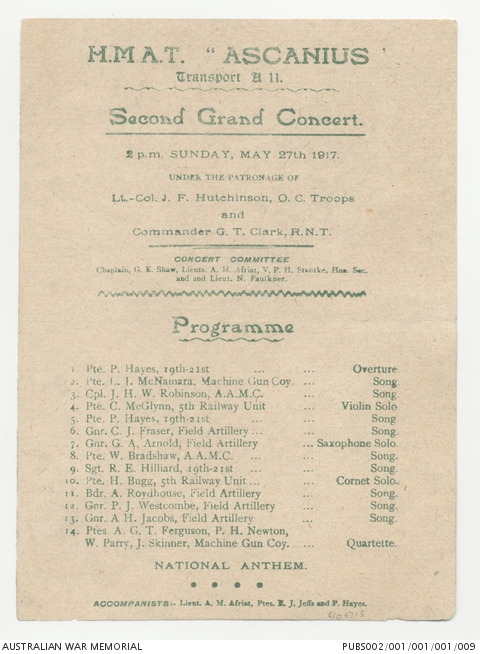 H.M.A.T. "ASCANIUS"
Transport A 11.
Second Grand Concert.
2 p.m. SUNDAY, MAY 27th 1917.
UNDER THE PATRONAGE OF
Lt.-Col. J. F. Hutchinson, O. C. Troops
and
Commander G. T. Clark, R.N.T.
CONCERT COMMITTEE
Chaplain, G. K. Shaw, Lieuts. A. M. Afriat, V. P. H. Stantke, Hon. Sec.
and 2nd Lieut. N. Faulkner.
Programme
1. Pte. P. Hayes, 19th-21st ... ... Overture
2. Pte. L. J. McNamara, Machine Gun Coy. ... Song
3. Cpl. J. H. W. Robinson, A.A.M.C. ... Song.
4. Pte. C. McGlynn, 5th Railway Unit ... Violin Solo
5. Pte. P. Hayes, 19th-21st ... ... Song.
6. Gnr. C. J. Fraser, Field Artillery ... ... Song.
7. Gnr. G. A. Arnold, Field Artillery ... Saxophone Solo.
8. Pte. W. Bradshaw, A.A.M.C. ... ... Song.
9. Sgt. R. E. Hilliard, 19th-21st ... ... Song.
10. Pte. H. Bugg, 5th Railway Unit ... ... Cornet Solo.
11. Bdr. A. Roydhouse, Field Artillery ... Song.
12. Gnr. P. J. Westcombe, Field Artillery ... Song.
13. Gnr. A H. Jacobs, Field Artillery ... Song.
14. Ptes. A. G. T. Ferguson, P. H. Newton,
W. Parry, J. Skinner, Machine Gun Coy. ... Quartette.
NATIONAL ANTHEM.
ACCOMPANISTS:- Lieut. A. M. Afriat, Ptes. R. J. Jeffs and P. Hayes.
AUSTRALIAN WAR MEMORIAL
PUBS002/001/001/001/009